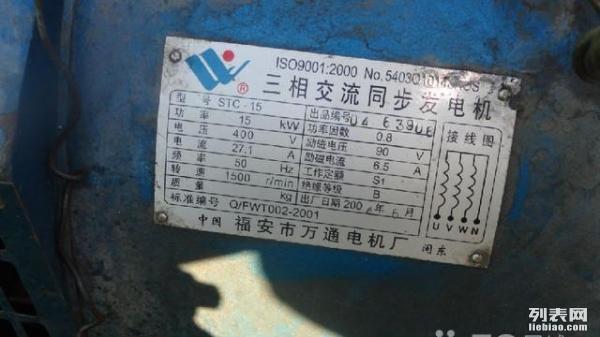 ISO9001:2000 No.
三相交流同步发电机
型号 STC-15 出品编号
功率 15 kW 功率因数 0.8
电压 400 V 励磁电压 90 V
电流 27.1 A 励磁电流 6.5 A
频率 50 Hz 工作定额 S1
转速 1500 r/min 绝缘等级 B
质量 kg 出厂日期 200 年 6 月
标准编号 Q/FWT002-2001
接线图
U V W N
中国 福安市万通电机厂 闽东
列表网
liebiao.com